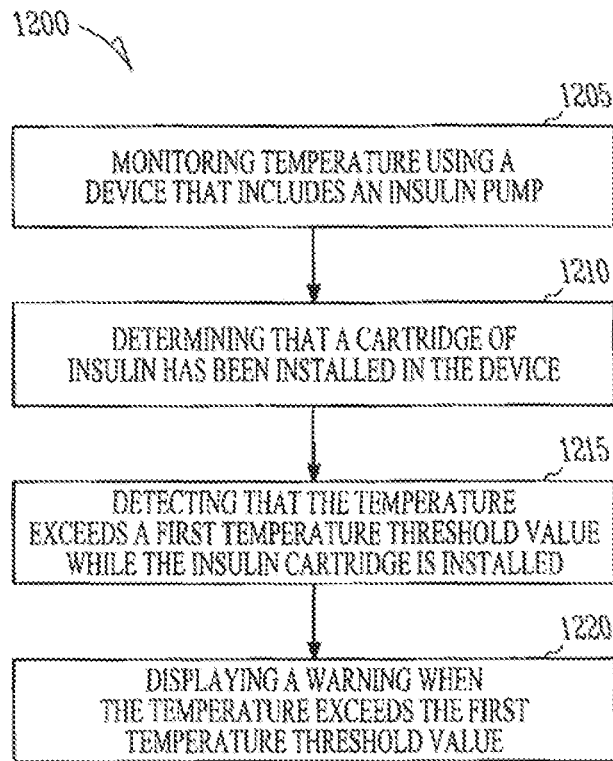 1200
1205
MONITORING TEMPERATURE USING A
DEVICE THAT INCLUDES AN INSULIN PUMP
1210
DETERMINING THAT A CARTRIDGE OF
INSULIN HAS BEEN INSTALLED IN THE DEVICE
1215
DETECTING THAT THE TEMPERATURE
EXCEEDS A FIRST TEMPERATURE THRESHOLD VALUE
WHILE THE INSULIN CARTRIDGE IS INSTALLED
1220
DISPLAYING A WARNING WHEN
THE TEMPERATURE EXCEEDS THE FIRST
TEMPERATURE THRESHOLD VALUE